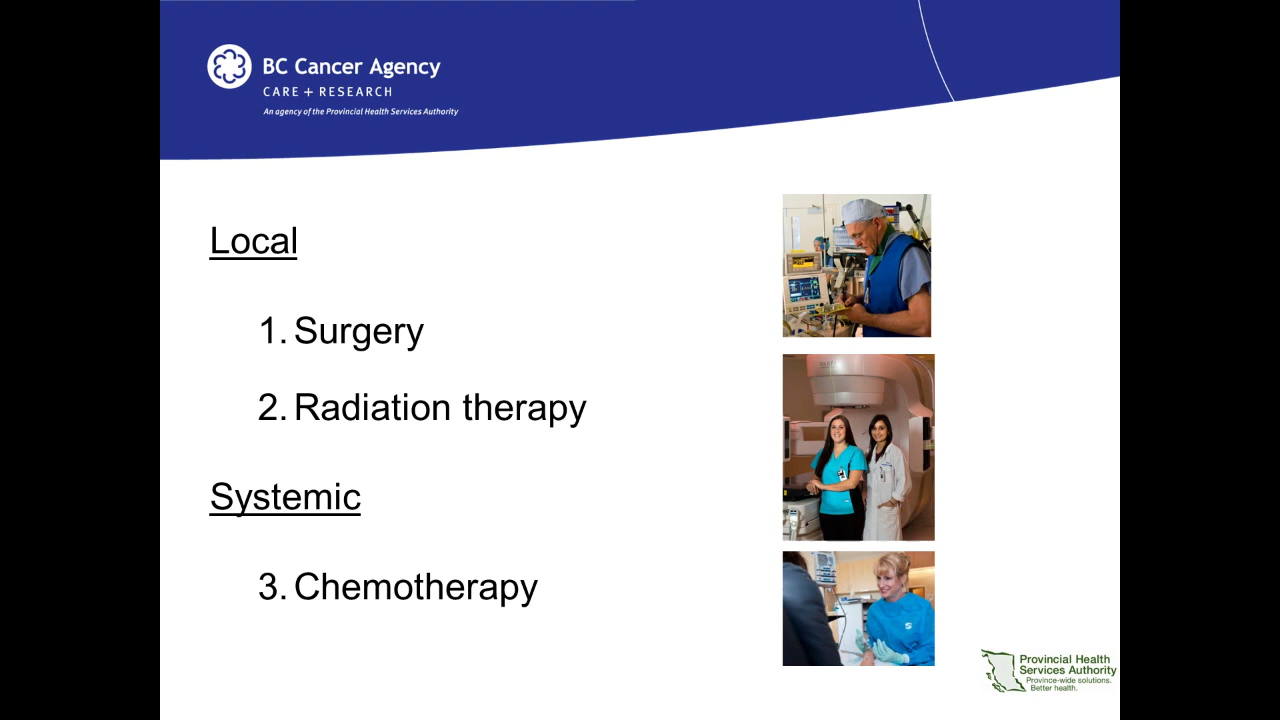 BC Cancer Agency
CARE + RESEARCH
An agency of the Provincial Health Services Authority
Local
1. Surgery
2. Radiation therapy
Systemic
3. Chemotherapy
Provincial Health
Services Authority
Province-wide solutions.
Better health.